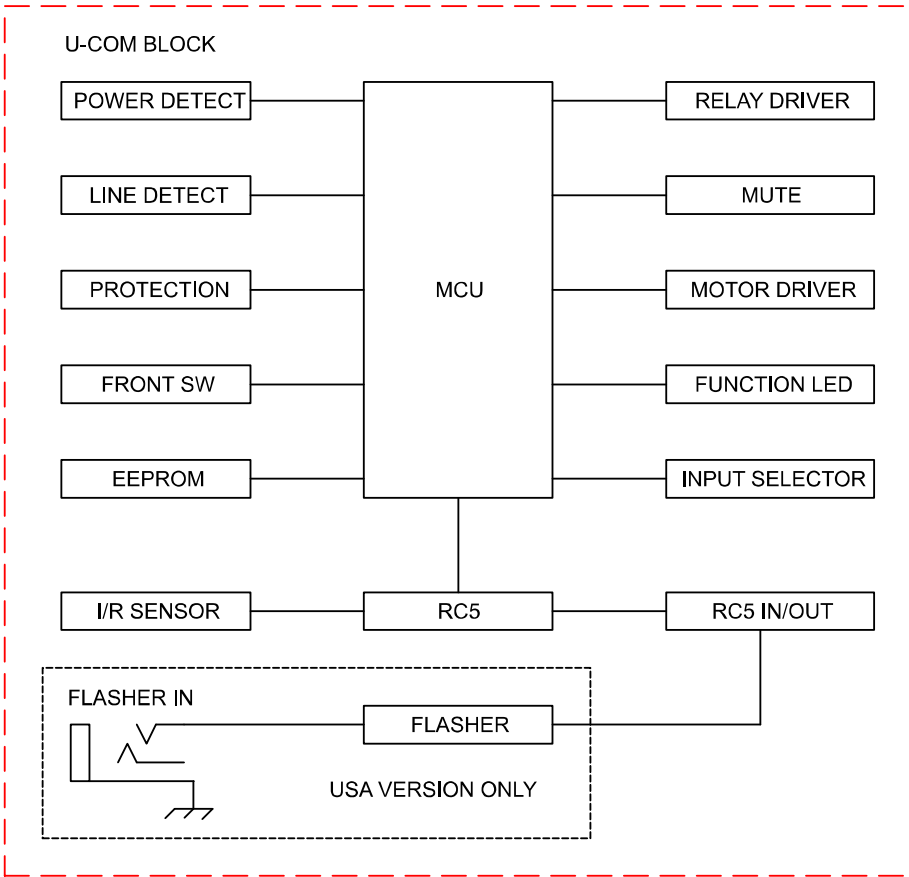 U-COM BLOCK
POWER DETECT
RELAY DRIVER
LINE DETECT
MUTE
PROTECTION
MCU
MOTOR DRIVER
FRONT SW
FUNCTION LED
EEPROM
INPUT SELECTOR
I/R SENSOR
RC5
RC5 IN/OUT
FLASHER IN
FLASHER
USA VERSION ONLY